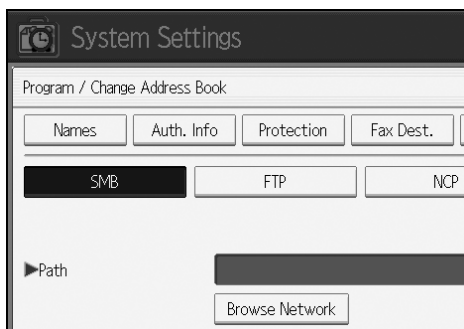 System Settings
Program / Change Address Book
Names Auth. Info Protection Fax Dest.
SMB FTP NCP
▶Path
Browse Network